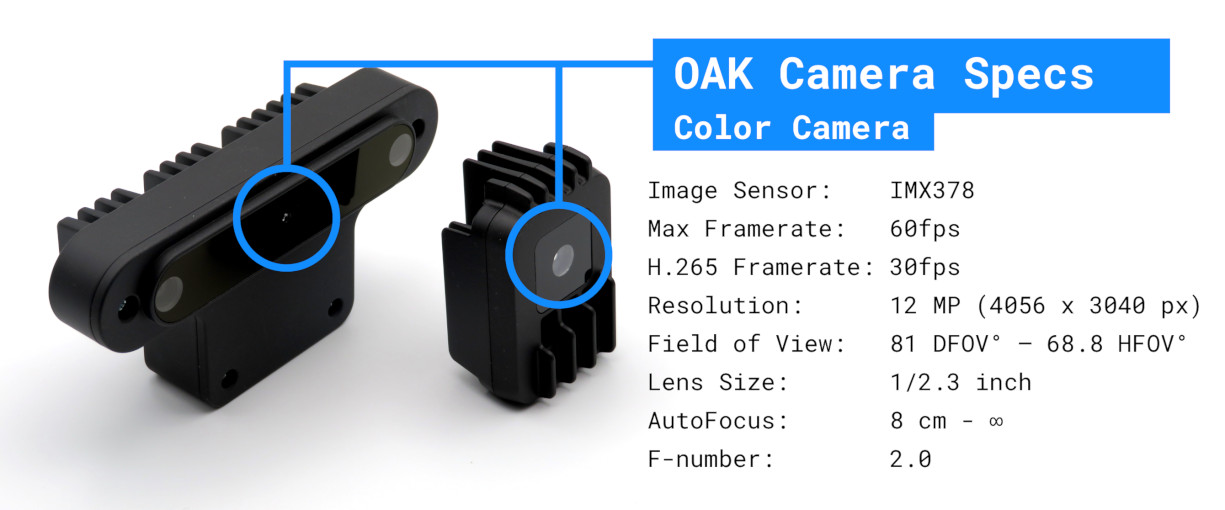 OAK Camera Specs
Color Camera
Image Sensor: IMX378
Max Framerate: 60fps
H.265 Framerate: 30fps
Resolution: 12 MP (4056 x 3040 px)
Field of View: 81 DFOV° – 68.8 HFOV°
Lens Size: 1/2.3 inch
AutoFocus: 8 cm - ∞
F-number: 2.0